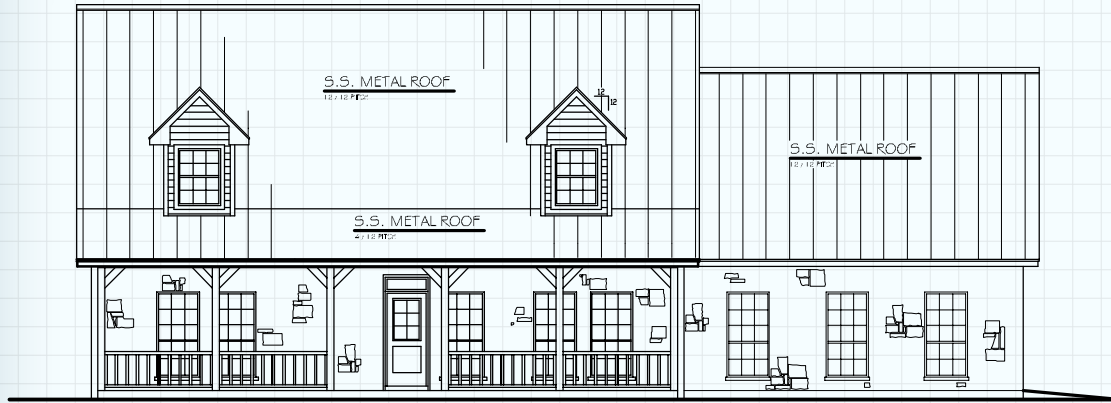 S.S. METAL ROOF
12 / 12 PITCH
12
12
S.S. METAL ROOF
12 / 12 PITCH
S.S. METAL ROOF
4 / 12 PITCH